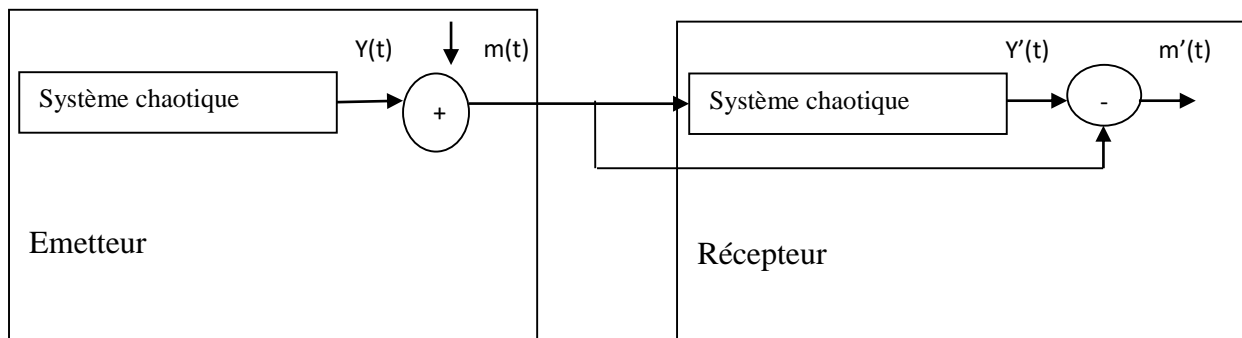 Y(t)
m(t)
Système chaotique
+
Emetteur
Y’(t)
m’(t)
Système chaotique
-
Récepteur